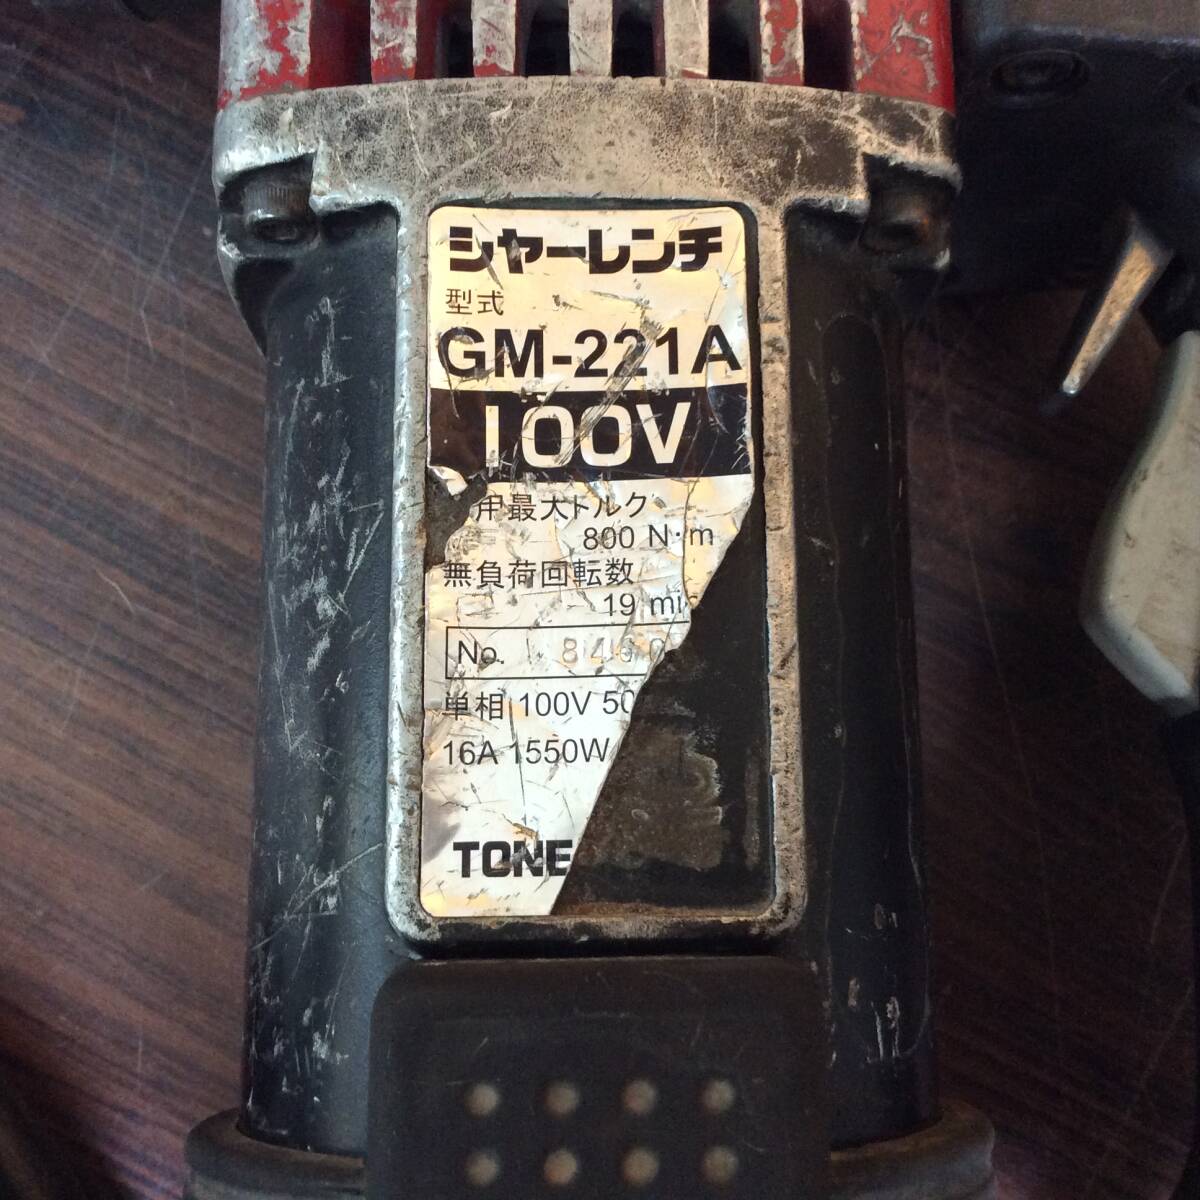 シャーレンチ
型式
GM-221A
100V
用最大トルク
800 N·m
無負荷回転数
19
No.
単相 100V 50
16A 1550W
TONE